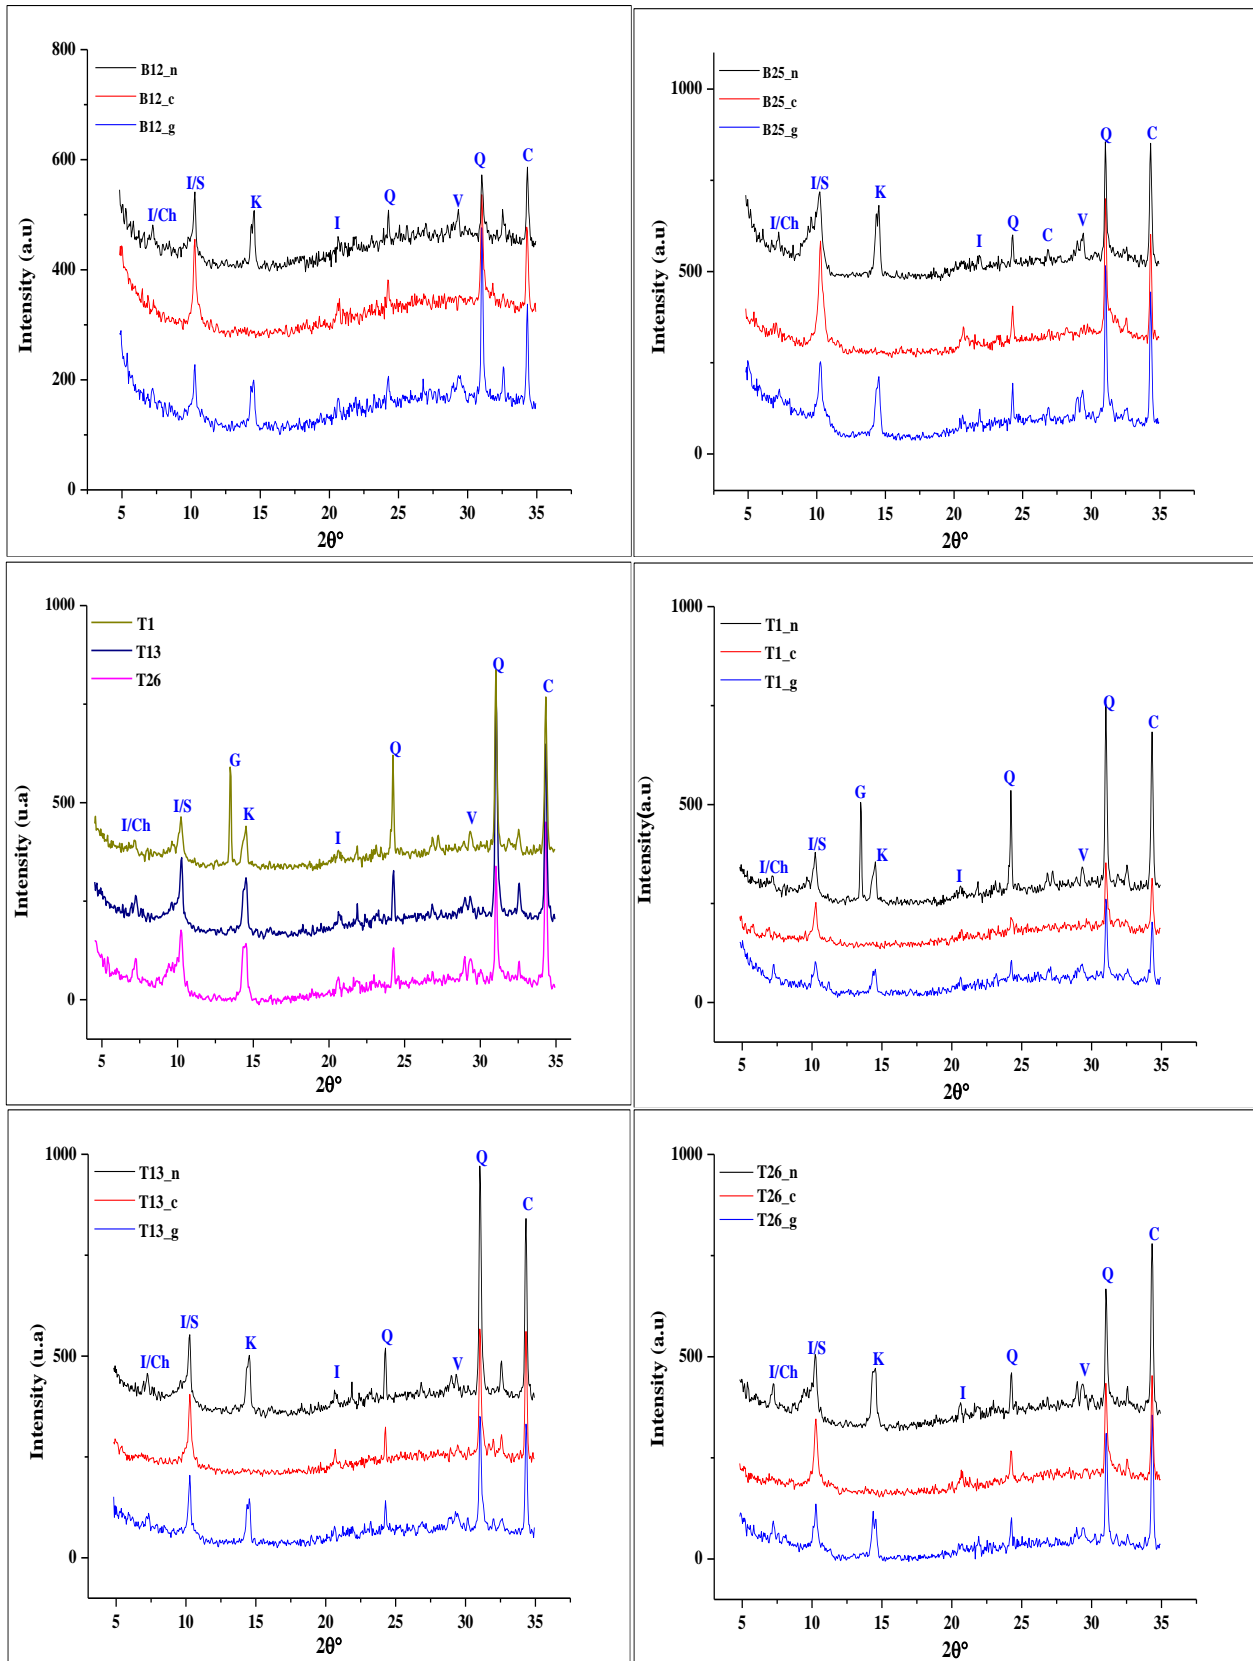 800
600
400
200
0
Intensity (a.u)
B12_n
B12_c
B12_g
I/Ch
I/S
K
I
Q
V
Q
C
5 10 15 20 25 30 35
2θ°
1000
500
0
Intensity (a.u)
B25_n
B25_c
B25_g
I/Ch
I/S
K
I
Q
C
V
Q
C
5 10 15 20 25 30 35
2θ°
1000
500
0
Intensity (u.a)
T1
T13
T26
I/Ch
I/S
G
K
I
Q
V
Q
C
5 10 15 20 25 30 35
2θ°
1000
500
0
Intensity(a.u)
T1_n
T1_c
T1_g
I/Ch
I/S
G
K
I
Q
V
Q
C
5 10 15 20 25 30 35
2θ°
1000
500
0
Intensity (u.a)
T13_n
T13_c
T13_g
I/Ch
I/S
K
I
Q
V
Q
C
5 10 15 20 25 30 35
2θ°
1000
500
0
Intensity (a.u)
T26_n
T26_c
T26_g
I/Ch
I/S
K
I
Q
V
Q
C
5 10 15 20 25 30 35
2θ°